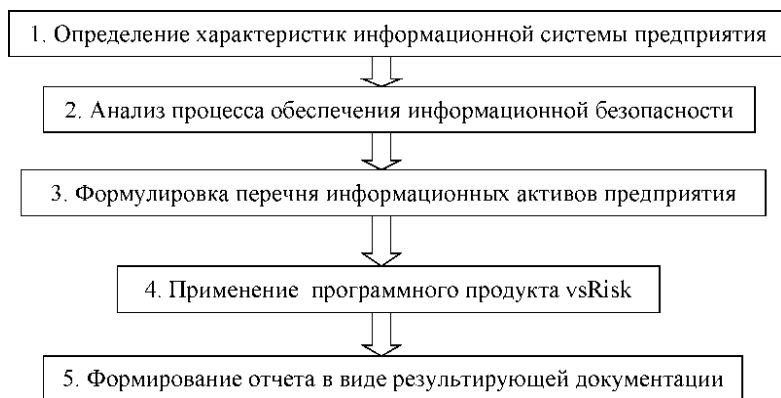 1. Определение характеристик информационной системы предприятия
2. Анализ процесса обеспечения информационной безопасности
3. Формулировка перечня информационных активов предприятия
4. Применение программного продукта vsRisk
5. Формирование отчета в виде результирующей документации